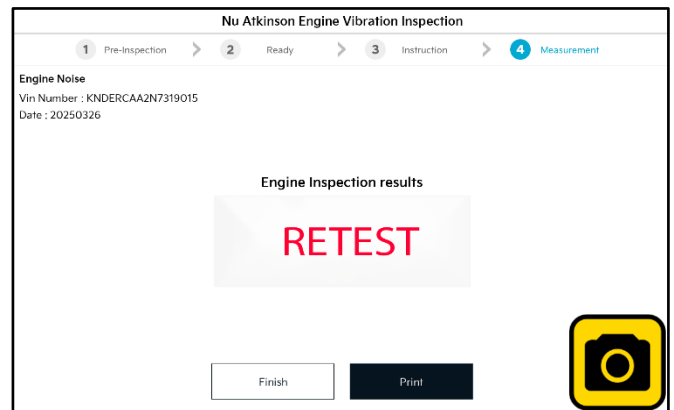 Nu Atkinson Engine Vibration Inspection
1 Pre-Inspection > 2 Ready > 3 Instruction > 4 Measurement
Engine Noise
Vin Number : KNDERCAA2N7319015
Date : 20250326
Engine Inspection results
RETEST
Finish Print